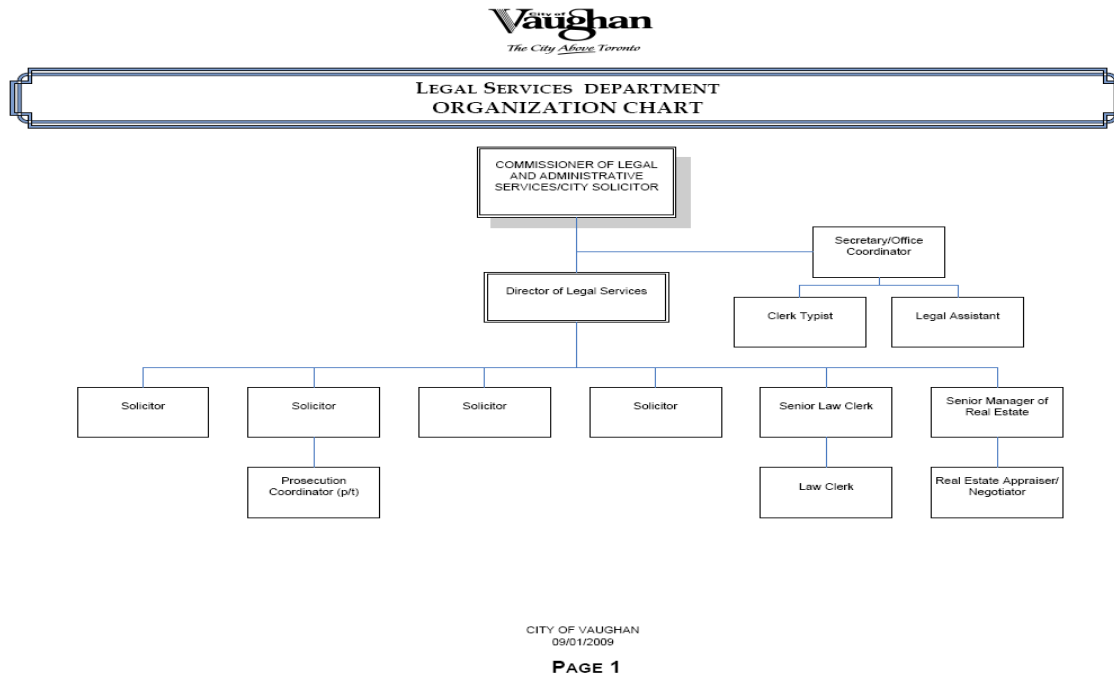 City of
Vaughan
The City Above Toronto
LEGAL SERVICES DEPARTMENT
ORGANIZATION CHART
COMMISSIONER OF LEGAL
AND ADMINISTRATIVE
SERVICES/CITY SOLICITOR
Secretary/Office
Coordinator
Director of Legal Services
Clerk Typist
Legal Assistant
Solicitor
Solicitor
Solicitor
Solicitor
Senior Law Clerk
Senior Manager of
Real Estate
Prosecution
Coordinator (p/t)
Law Clerk
Real Estate Appraiser/
Negotiator
CITY OF VAUGHAN
09/01/2009
PAGE 1